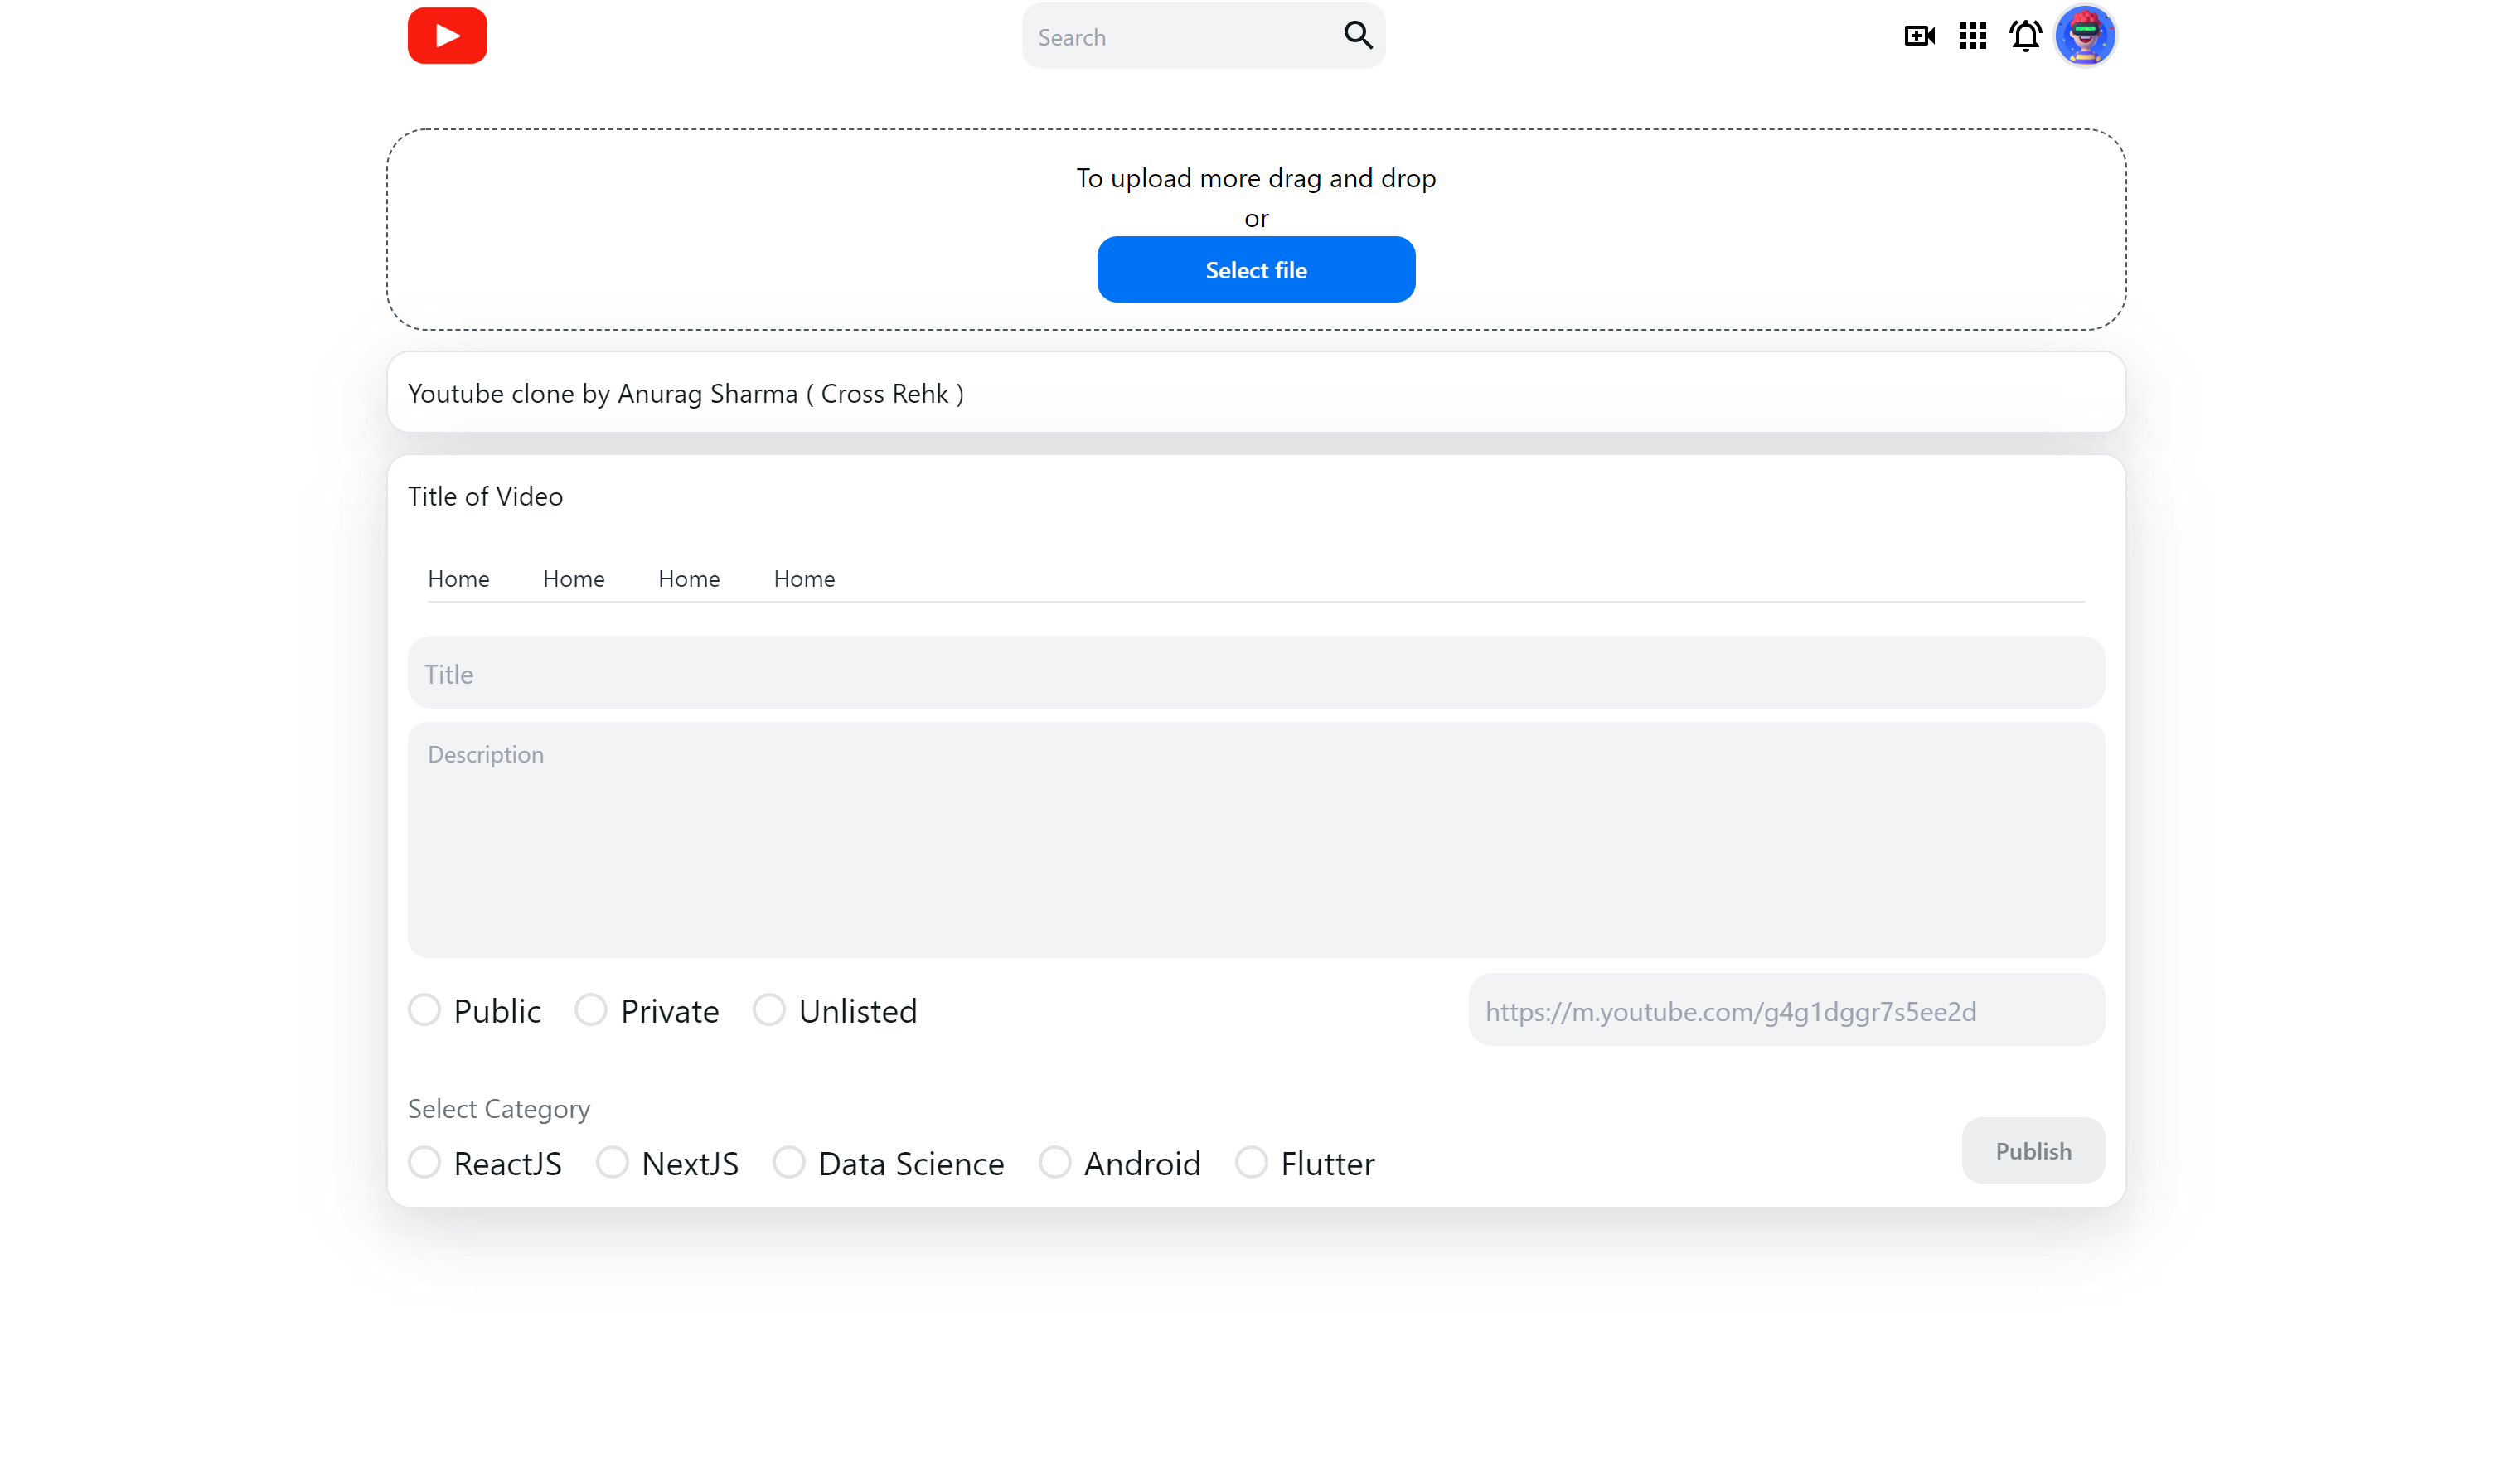 Search
To upload more drag and drop
or
Select file
Youtube clone by Anurag Sharma ( Cross Rehk )
Title of Video
Home Home Home Home
Title
Description
Public Private Unlisted https://m.youtube.com/g4g1dggr7s5ee2d
Select Category
ReactJS NextJS Data Science Android Flutter
Publish